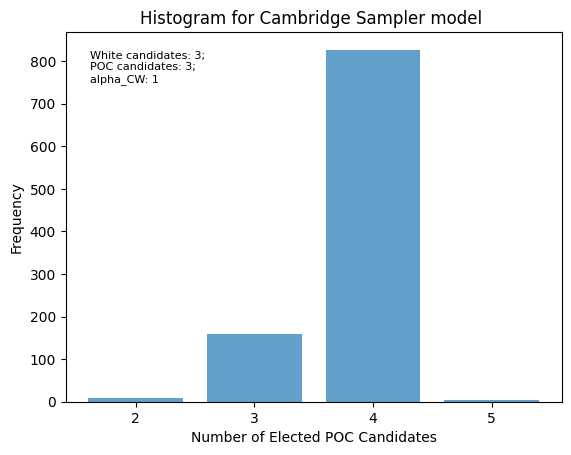 Histogram for Cambridge Sampler model
White candidates: 3;
POC candidates: 3;
alpha_CW: 1
Frequency
800
700
600
500
400
300
200
100
0
2 3 4 5
Number of Elected POC Candidates